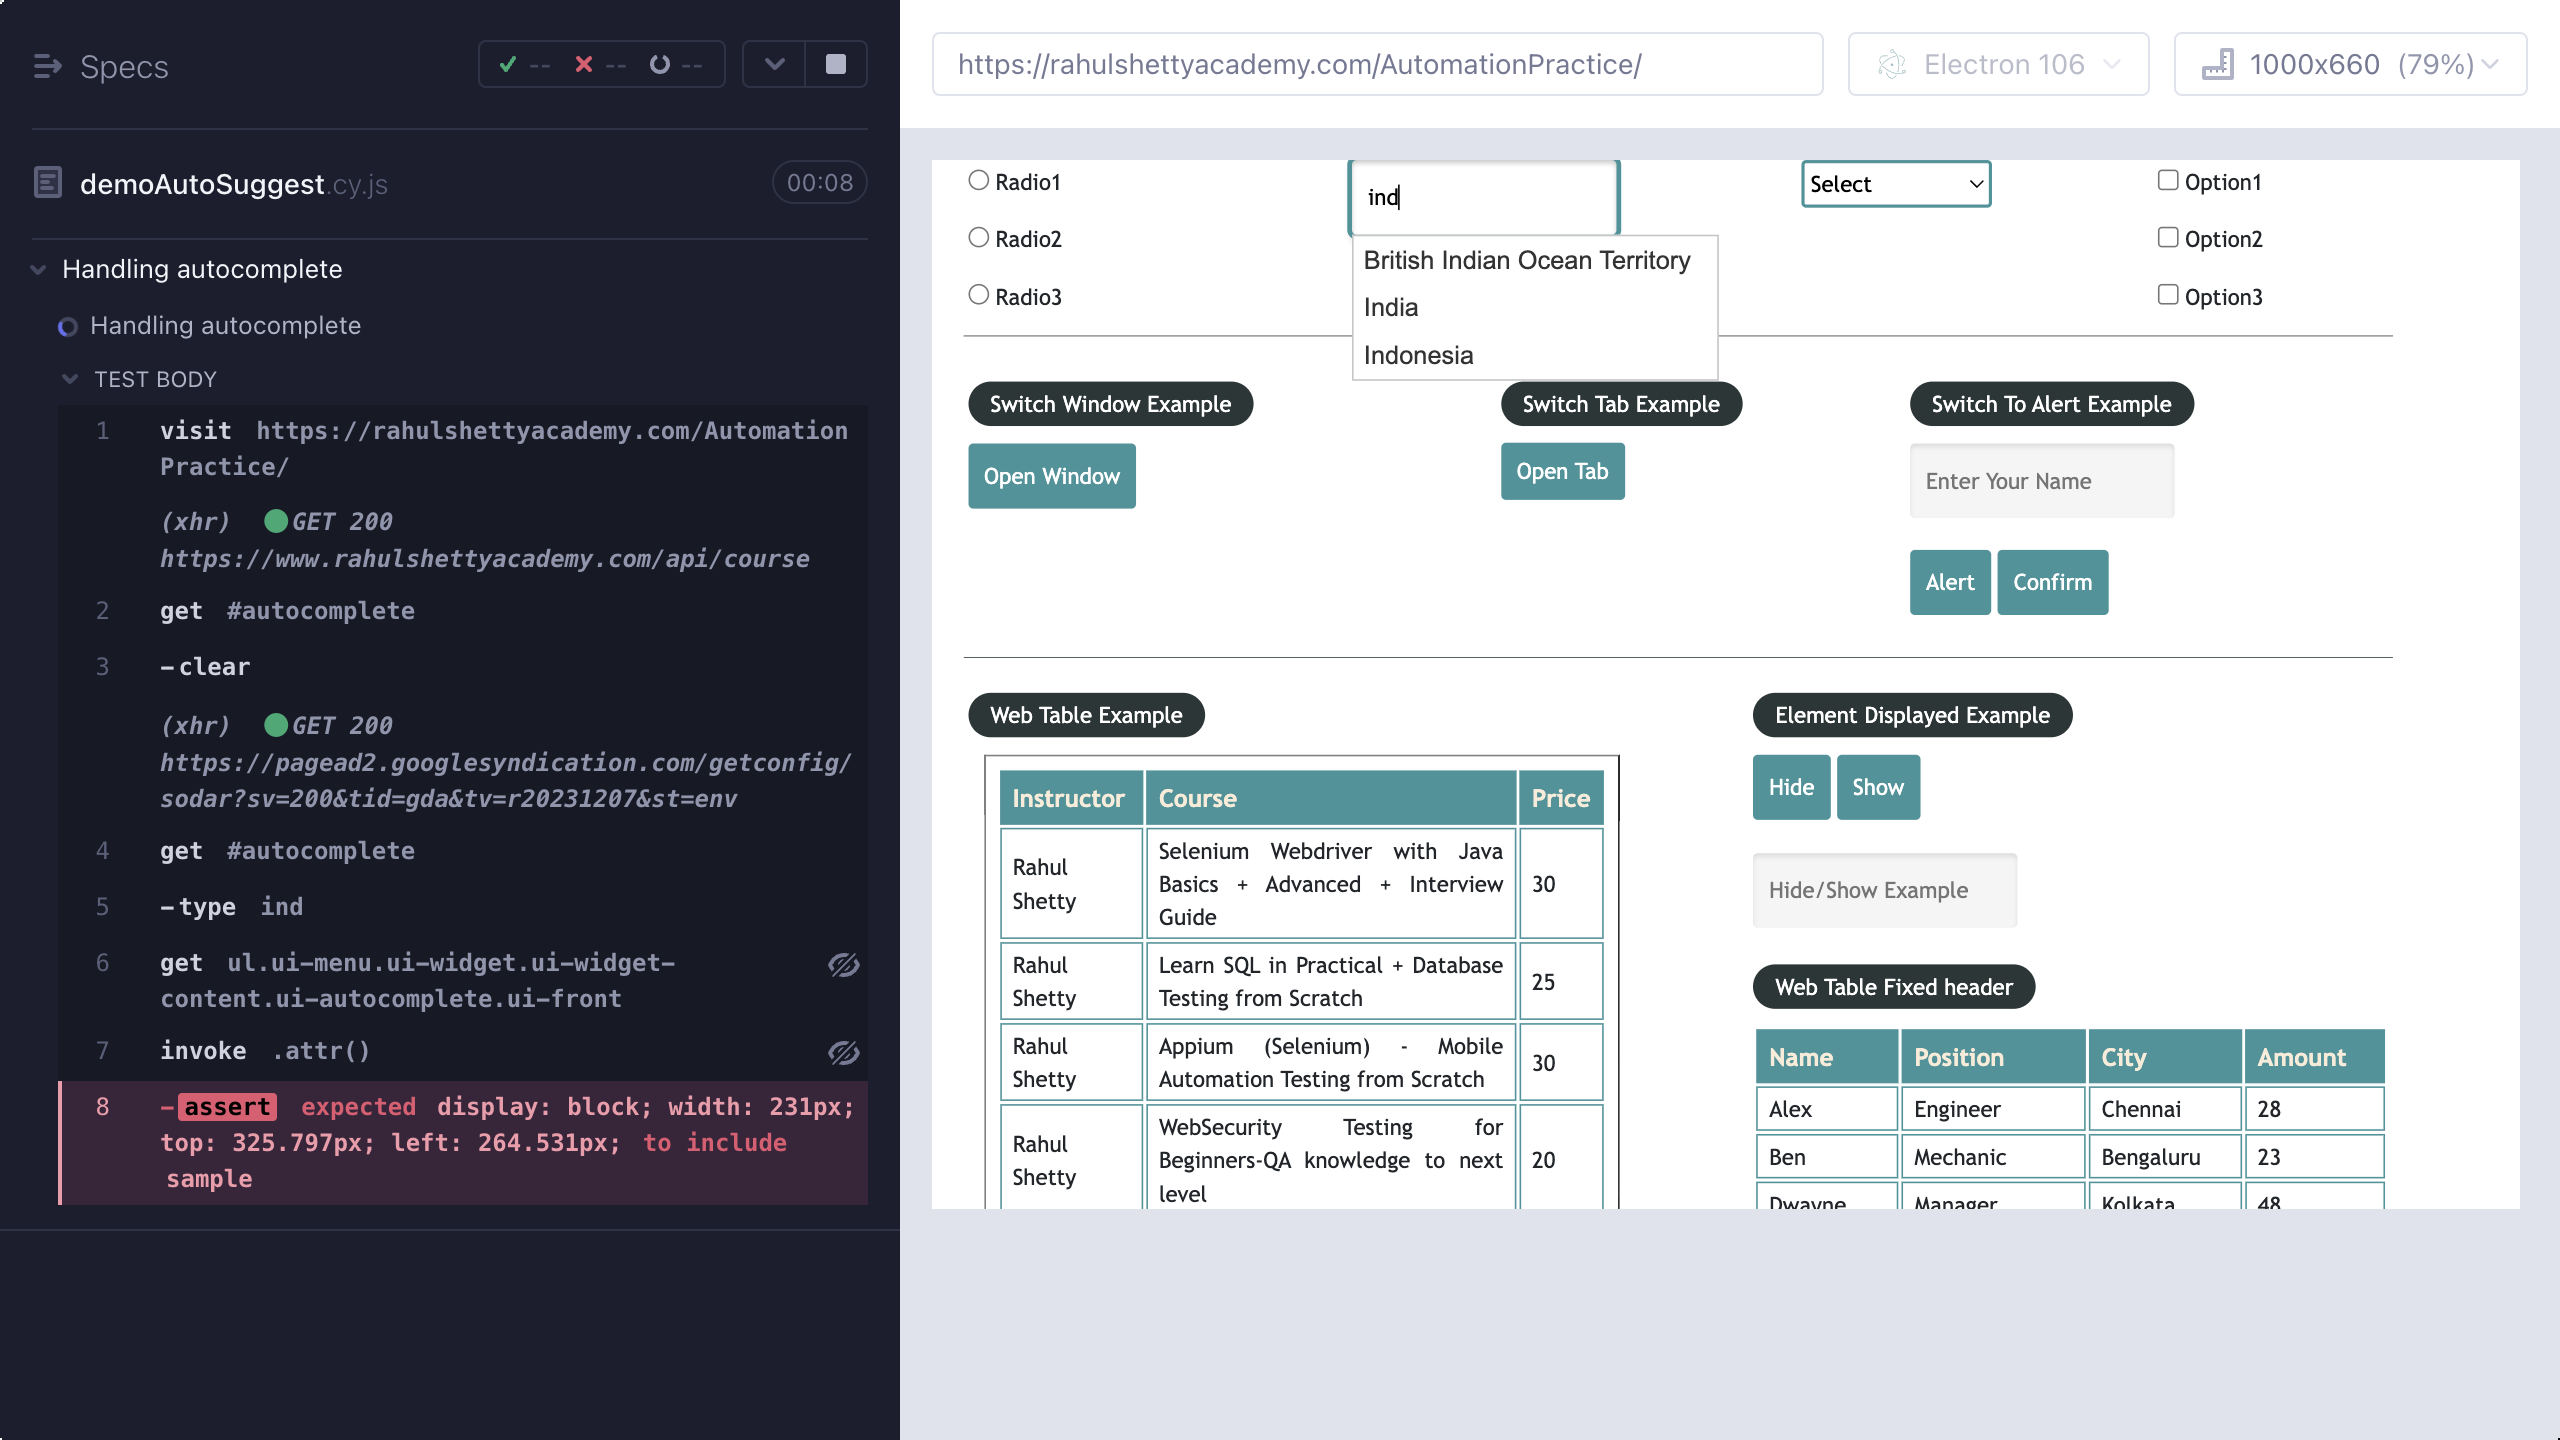 Specs
-- -- --
demoAutoSuggest.cy.js
00:08
Handling autocomplete
Handling autocomplete
TEST BODY
1 visit https://rahulshettyacademy.com/Automation
Practice/
(xhr) GET 200
https://www.rahulshettyacademy.com/api/course
2 get #autocomplete
3 -clear
(xhr) GET 200
https://pagead2.googlesyndication.com/getconfig/
sodar?sv=200&tid=gda&tv=r20231207&st=env
4 get #autocomplete
5 -type ind
6 get ul.ui-menu.ui-widget.ui-widget-
content.ui-autocomplete.ui-front
7 invoke .attr()
8 -assert expected display: block; width: 231px;
top: 325.797px; left: 264.531px; to include
sample
https://rahulshettyacademy.com/AutomationPractice/
Electron 106
1000x660 (79%)
Radio1
Radio2
Radio3
ind
British Indian Ocean Territory
India
Indonesia
Select
Option1
Option2
Option3
Switch Window Example
Open Window
Switch Tab Example
Open Tab
Switch To Alert Example
Enter Your Name
Alert Confirm
Web Table Example
Instructor Course Price
Rahul
Shetty
Selenium Webdriver with Java
Basics + Advanced + Interview
Guide
30
Rahul
Shetty
Learn SQL in Practical + Database
Testing from Scratch
25
Rahul
Shetty
Appium (Selenium) - Mobile
Automation Testing from Scratch
30
Rahul
Shetty
WebSecurity Testing for
Beginners-QA knowledge to next
level
20
Element Displayed Example
Hide Show
Hide/Show Example
Web Table Fixed header
Name Position City Amount
Alex Engineer Chennai 28
Ben Mechanic Bengaluru 23
Dwayne Manager Kolkata 48